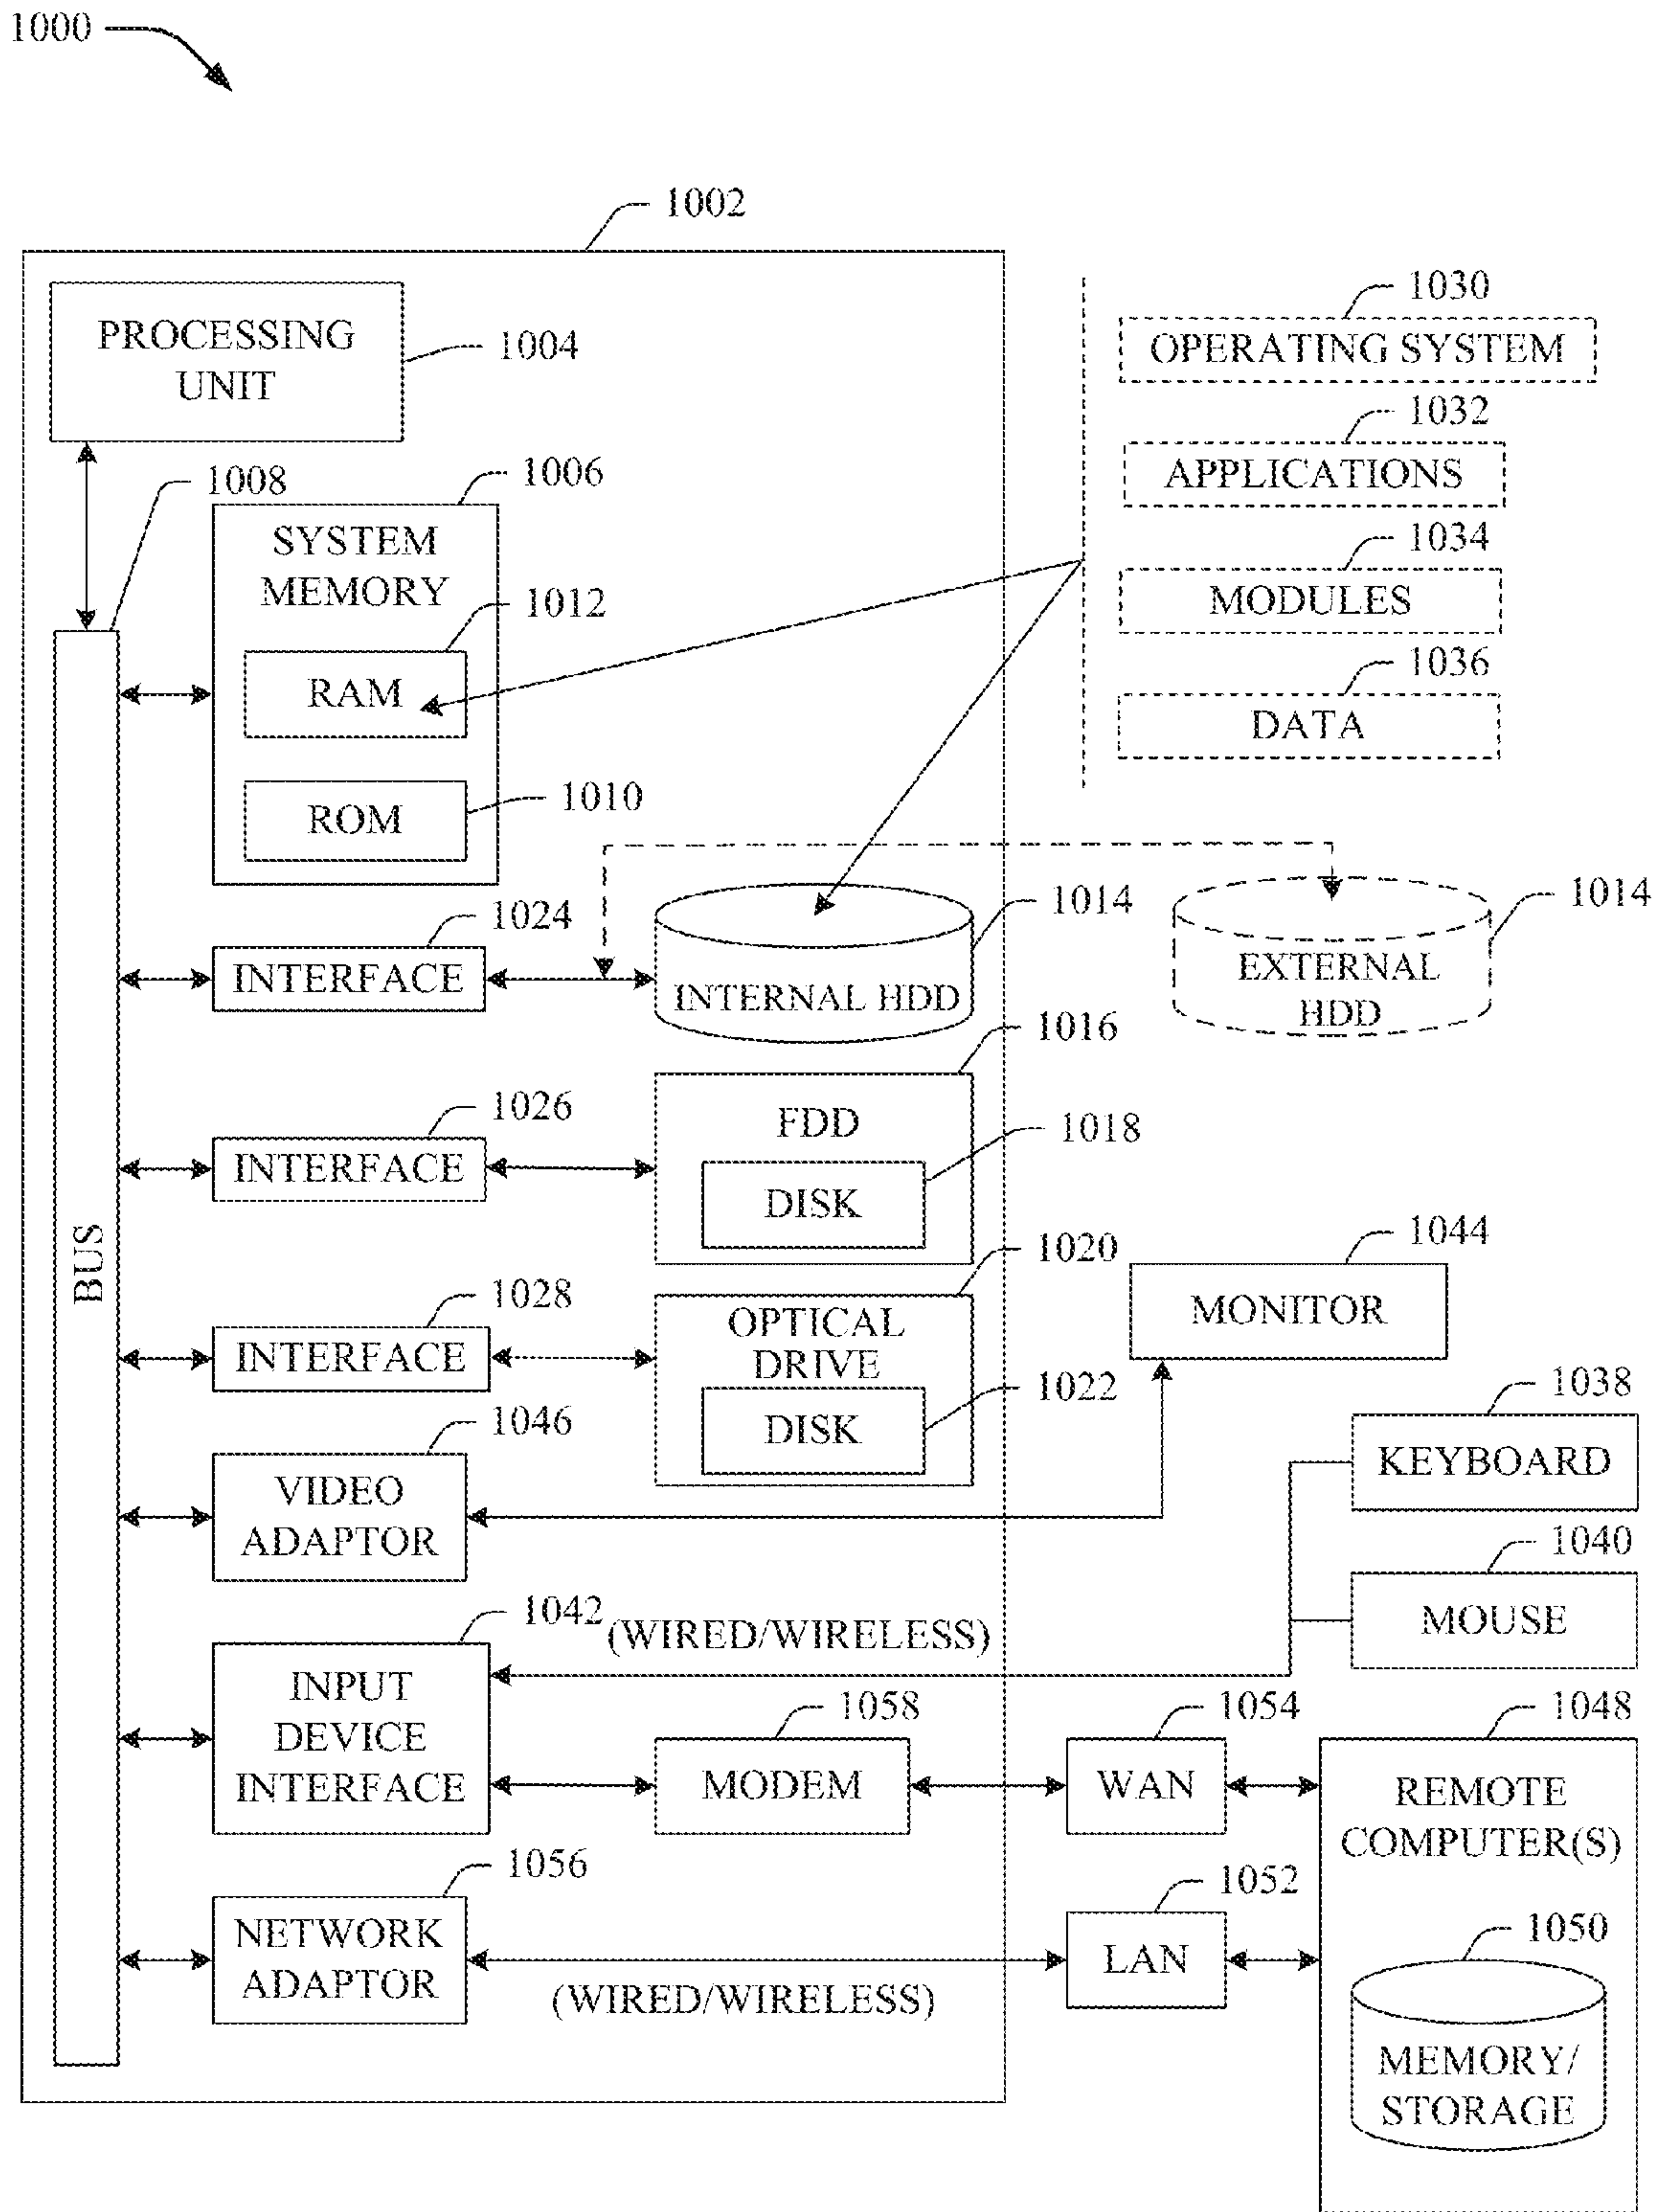 1000
1002
PROCESSING
UNIT
1004
1030
OPERATING SYSTEM
1032
APPLICATIONS
1034
MODULES
1036
DATA
1008
1006
SYSTEM
MEMORY
1012
RAM
1010
ROM
BUS
1024
INTERFACE
1014
INTERNAL HDD
1014
EXTERNAL
HDD
1026
INTERFACE
1016
FDD
1018
DISK
1028
INTERFACE
1020
OPTICAL
DRIVE
1022
DISK
1044
MONITOR
1046
VIDEO
ADAPTOR
1038
KEYBOARD
1040
MOUSE
1042
(WIRED/WIRELESS)
INPUT
DEVICE
INTERFACE
1058
MODEM
1054
WAN
1048
REMOTE
COMPUTER(S)
1056
NETWORK
ADAPTOR
(WIRED/WIRELESS)
1052
LAN
1050
MEMORY/
STORAGE